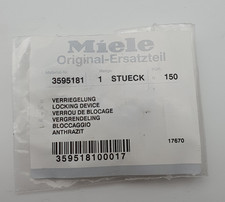 Miele
Original-Ersatzteil
3595181 1 STUECK 150
VERRIEGELUNG
LOCKING DEVICE
VERROU DE BLOCAGE
VERGRENDELING
BLOCCAGGIO
ANTHRAZIT
17670
359518100017